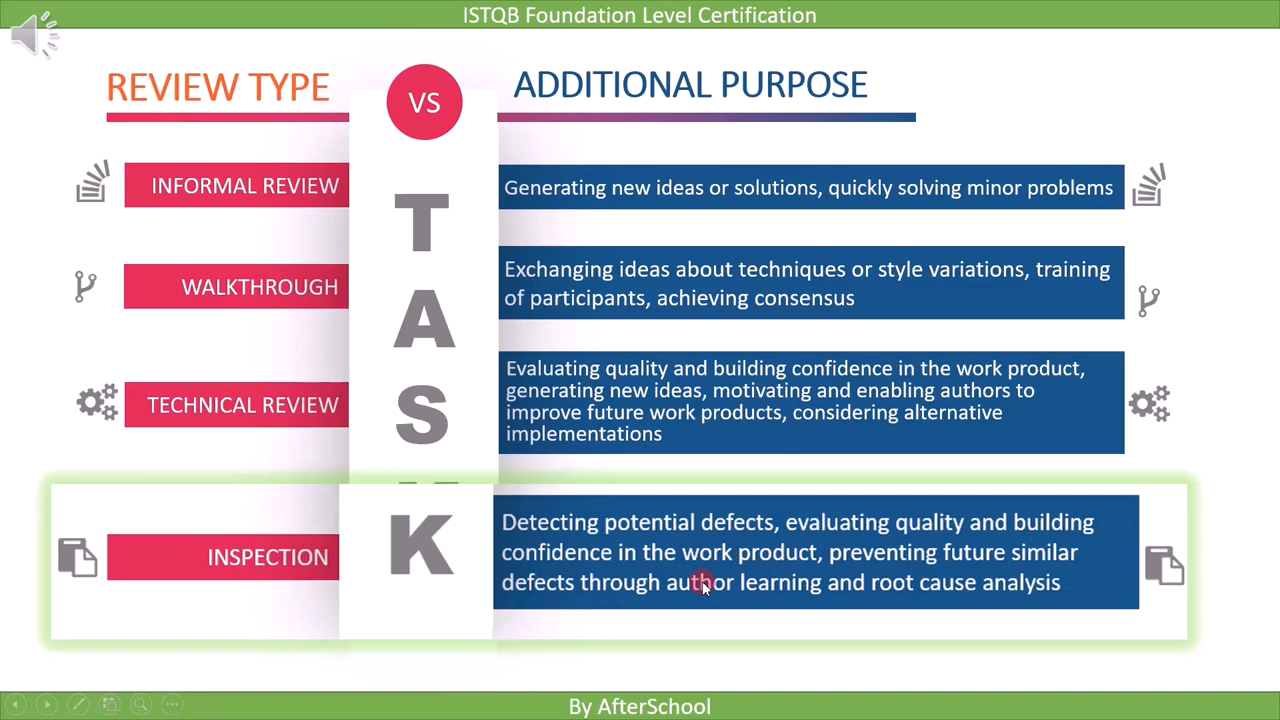 ISTQB Foundation Level Certification
REVIEW TYPE
VS
ADDITIONAL PURPOSE
INFORMAL REVIEW
Generating new ideas or solutions, quickly solving minor problems
WALKTHROUGH
Exchanging ideas about techniques or style variations, training
of participants, achieving consensus
TECHNICAL REVIEW
Evaluating quality and building confidence in the work product,
generating new ideas, motivating and enabling authors to
improve future work products, considering alternative
implementations
INSPECTION
Detecting potential defects, evaluating quality and building
confidence in the work product, preventing future similar
defects through author learning and root cause analysis
T
A
S
K
By AfterSchool